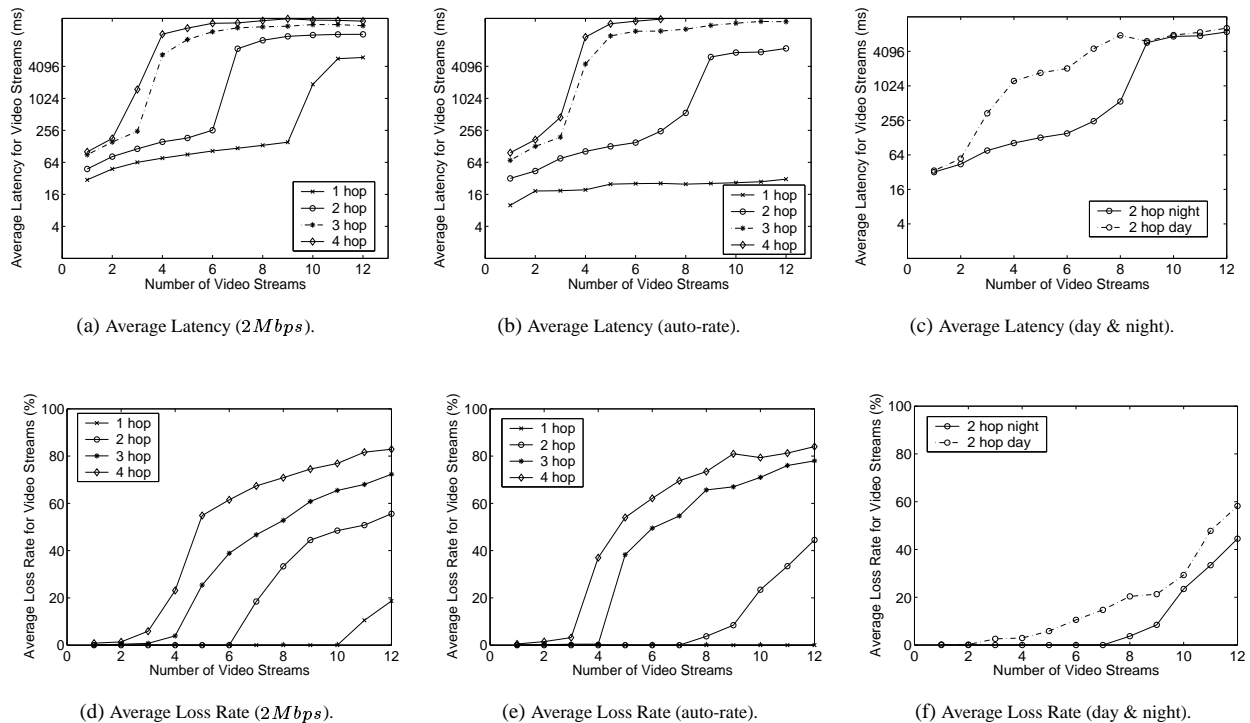 Average Latency for Video Streams (ms)
4096
1024
256
64
16
4
0 2 4 6 8 10 12
Number of Video Streams
1 hop
2 hop
3 hop
4 hop
(a) Average Latency (2Mbps).
Average Latency for Video Streams (ms)
4096
1024
256
64
16
4
0 2 4 6 8 10 12
Number of Video Streams
1 hop
2 hop
3 hop
4 hop
(b) Average Latency (auto-rate).
Average Latency for Video Streams (ms)
4096
1024
256
64
16
4
0 2 4 6 8 10 12
Number of Video Streams
2 hop night
2 hop day
(c) Average Latency (day & night).
Average Loss Rate for Video Streams (%)
100
80
60
40
20
0
0 2 4 6 8 10 12
Number of Video Streams
1 hop
2 hop
3 hop
4 hop
(d) Average Loss Rate (2Mbps).
Average Loss Rate for Video Streams (%)
100
80
60
40
20
0
0 2 4 6 8 10 12
Number of Video Streams
1 hop
2 hop
3 hop
4 hop
(e) Average Loss Rate (auto-rate).
Average Loss Rate for Video Streams (%)
100
80
60
40
20
0
0 2 4 6 8 10 12
Number of Video Streams
2 hop night
2 hop day
(f) Average Loss Rate (day & night).